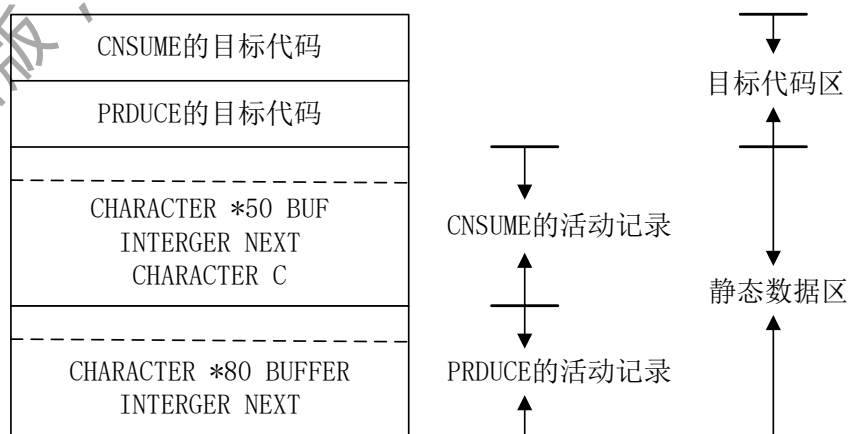 CNSUME的目标代码
PRDUCE的目标代码
CHARACTER *50 BUF
INTERGER NEXT
CHARACTER C
CHARACTER *80 BUFFER
INTERGER NEXT
CNSUME的活动记录
PRDUCE的活动记录
目标代码区
静态数据区
版，